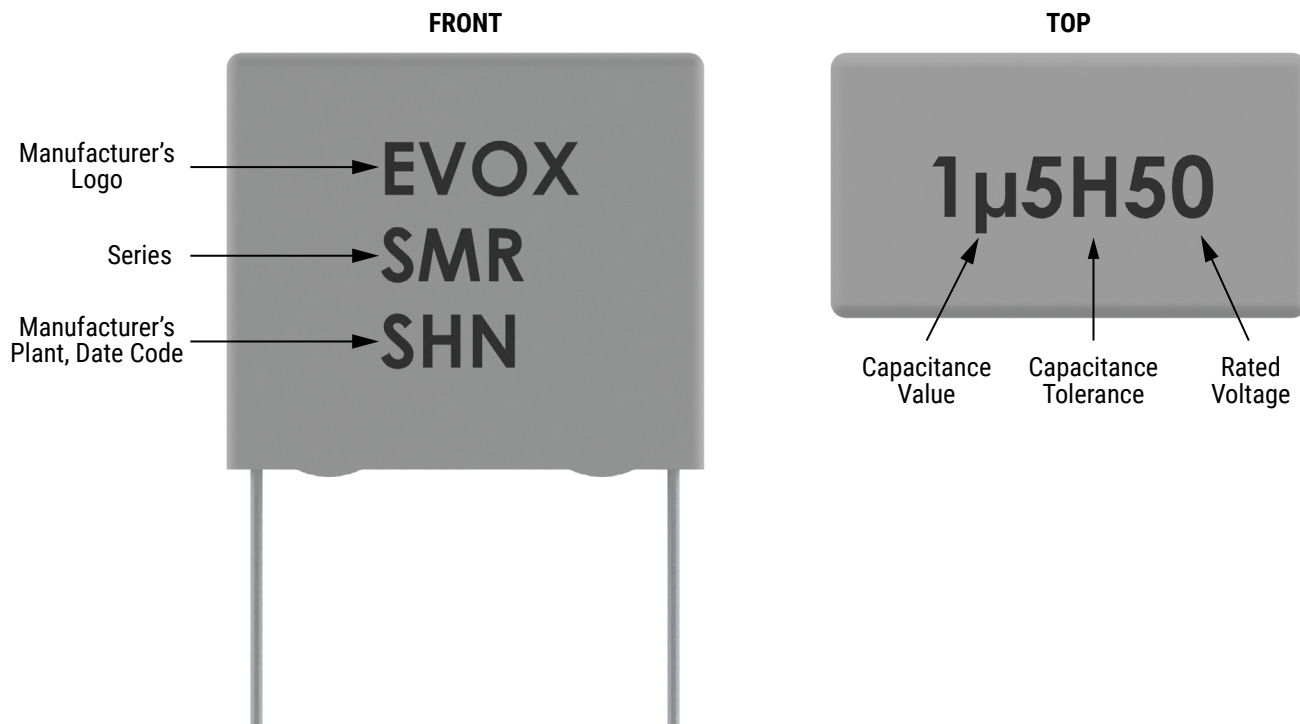 FRONT
TOP
Manufacturer's
Logo
EVOX
Series
SMR
Manufacturer's
Plant, Date Code
SHN
1µ5H50
Capacitance
Value
Capacitance
Tolerance
Rated
Voltage